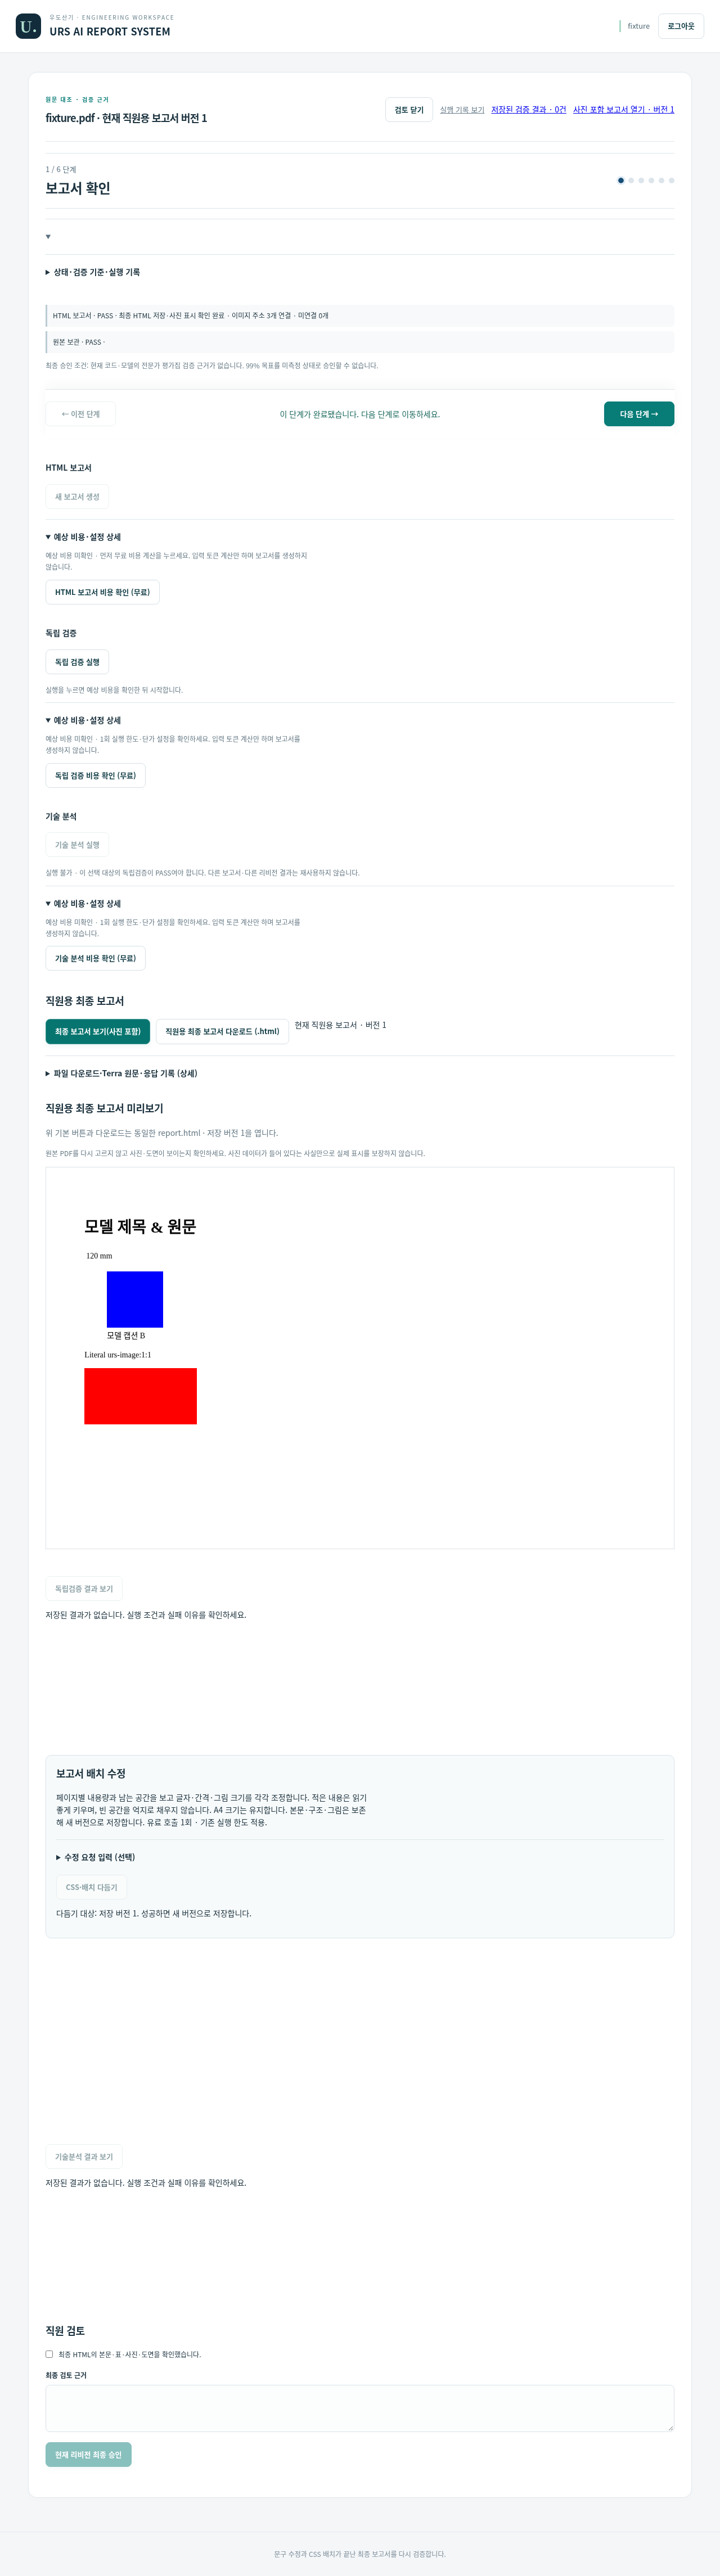 U.
우도산기 · ENGINEERING WORKSPACE
URS AI REPORT SYSTEM
fixture
로그아웃
원문 대조 · 검증 근거
fixture.pdf · 현재 직원용 보고서 버전 1
검토 닫기
실행 기록 보기
저장된 검증 결과 · 0건
사진 포함 보고서 열기 · 버전 1
1 / 6 단계
보고서 확인
▼
▶ 상태·검증 기준·실행 기록
HTML 보고서 · PASS · 최종 HTML 저장·사진 표시 확인 완료 · 이미지 주소 3개 연결 · 미연결 0개
원본 보관 · PASS ·
최종 승인 조건: 현재 코드·모델의 전문가 평가집 검증 근거가 없습니다. 99% 목표를 미측정 상태로 승인할 수 없습니다.
← 이전 단계
이 단계가 완료됐습니다. 다음 단계로 이동하세요.
다음 단계 →
HTML 보고서
새 보고서 생성
▼ 예상 비용·설정 상세
예상 비용 미확인 · 먼저 무료 비용 계산을 누르세요. 입력 토큰 계산만 하며 보고서를 생성하지
않습니다.
HTML 보고서 비용 확인 (무료)
독립 검증
독립 검증 실행
실행을 누르면 예상 비용을 확인한 뒤 시작합니다.
▼ 예상 비용·설정 상세
예상 비용 미확인 · 1회 실행 한도·단가 설정을 확인하세요. 입력 토큰 계산만 하며 보고서를
생성하지 않습니다.
독립 검증 비용 확인 (무료)
기술 분석
기술 분석 실행
실행 불가 · 이 선택 대상의 독립검증이 PASS여야 합니다. 다른 보고서·다른 리비전 결과는 재사용하지 않습니다.
▼ 예상 비용·설정 상세
예상 비용 미확인 · 1회 실행 한도·단가 설정을 확인하세요. 입력 토큰 계산만 하며 보고서를
생성하지 않습니다.
기술 분석 비용 확인 (무료)
직원용 최종 보고서
최종 보고서 보기(사진 포함)
직원용 최종 보고서 다운로드 (.html)
현재 직원용 보고서 · 버전 1
▶ 파일 다운로드·Terra 원문·응답 기록 (상세)
직원용 최종 보고서 미리보기
위 기본 버튼과 다운로드는 동일한 report.html · 저장 버전 1을 엽니다.
원본 PDF를 다시 고르지 않고 사진·도면이 보이는지 확인하세요. 사진 데이터가 들어 있다는 사실만으로 실제 표시를 보장하지 않습니다.
모델 제목 & 원문
120 mm
모델 캡션 B
Literal urs-image:1:1
독립검증 결과 보기
저장된 결과가 없습니다. 실행 조건과 실패 이유를 확인하세요.
보고서 배치 수정
페이지별 내용량과 남는 공간을 보고 글자·간격·그림 크기를 각각 조정합니다. 적은 내용은 읽기
좋게 키우며, 빈 공간을 억지로 채우지 않습니다. A4 크기는 유지합니다. 본문·구조·그림은 보존
해 새 버전으로 저장합니다. 유료 호출 1회 · 기존 실행 한도 적용.
▶ 수정 요청 입력 (선택)
CSS·배치 다듬기
다듬기 대상: 저장 버전 1. 성공하면 새 버전으로 저장합니다.
기술분석 결과 보기
저장된 결과가 없습니다. 실행 조건과 실패 이유를 확인하세요.
직원 검토
최종 HTML의 본문·표·사진·도면을 확인했습니다.
최종 검토 근거
현재 리비전 최종 승인
문구 수정과 CSS 배치가 끝난 최종 보고서를 다시 검증합니다.